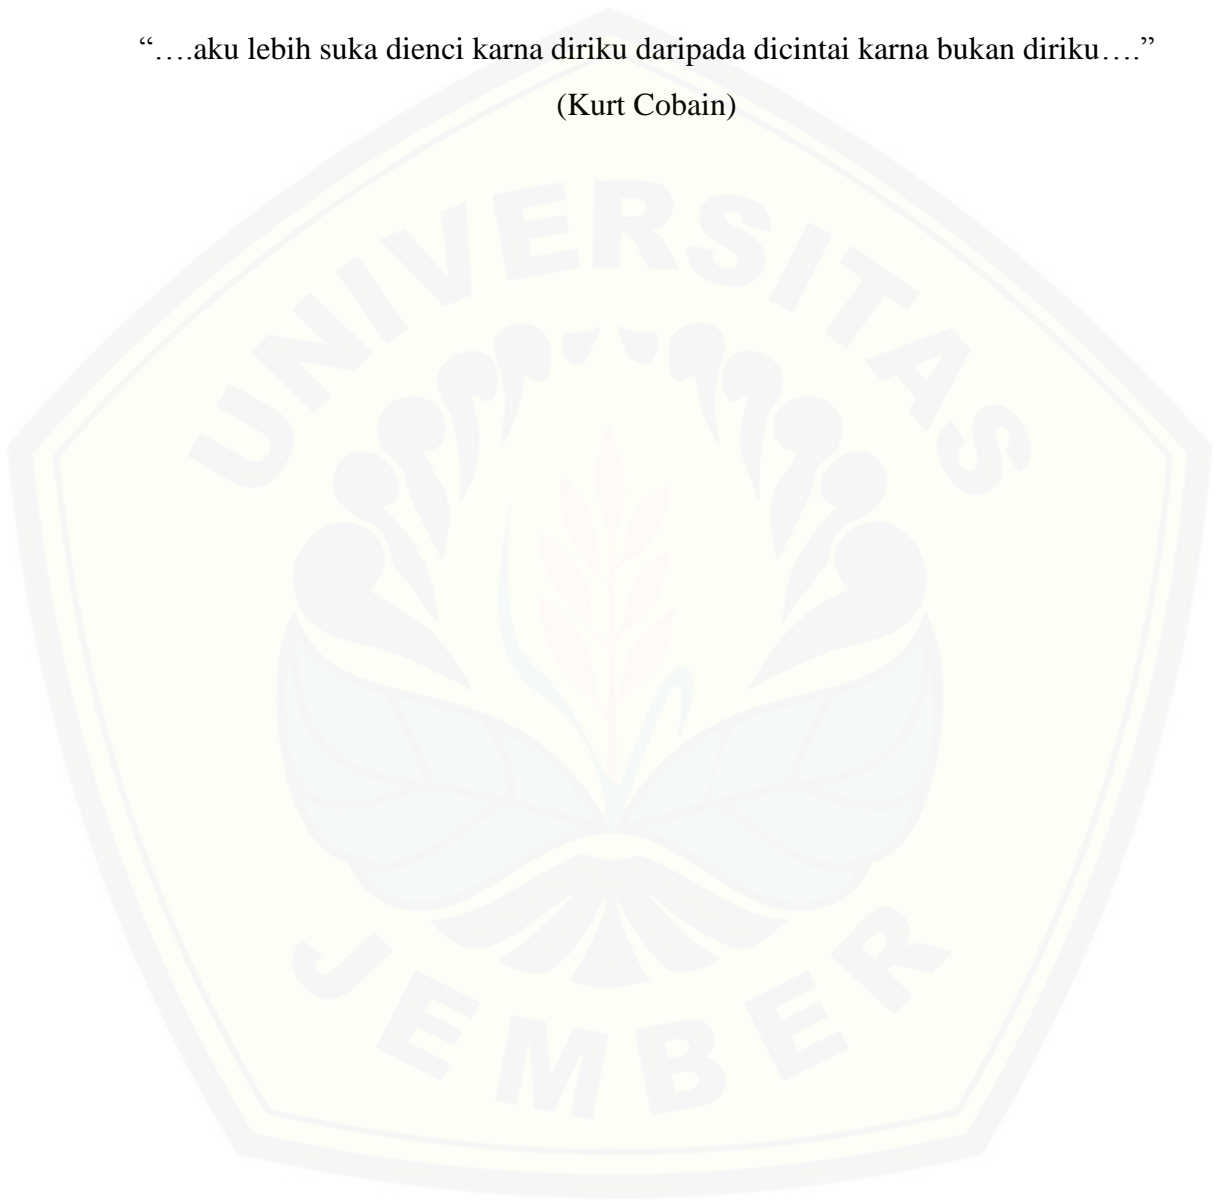 “….aku lebih suka dienci karna diriku daripada dicintai karna bukan diriku….”
(Kurt Cobain)
UNIVERSITAS
JEMBER